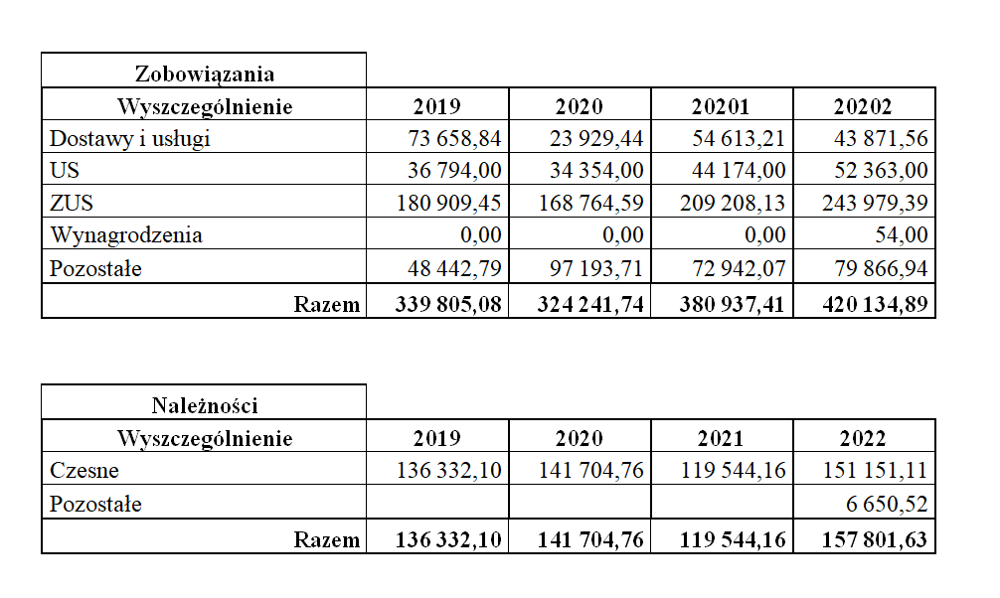 Zobowiązania
Wyszczególnienie 2019 2020 20201 20202
Dostawy i usługi 73 658,84 23 929,44 54 613,21 43 871,56
US 36 794,00 34 354,00 44 174,00 52 363,00
ZUS 180 909,45 168 764,59 209 208,13 243 979,39
Wynagrodzenia 0,00 0,00 0,00 54,00
Pozostałe 48 442,79 97 193,71 72 942,07 79 866,94
Razem 339 805,08 324 241,74 380 937,41 420 134,89
Należności
Wyszczególnienie 2019 2020 2021 2022
Czesne 136 332,10 141 704,76 119 544,16 151 151,11
Pozostałe 6 650,52
Razem 136 332,10 141 704,76 119 544,16 157 801,63